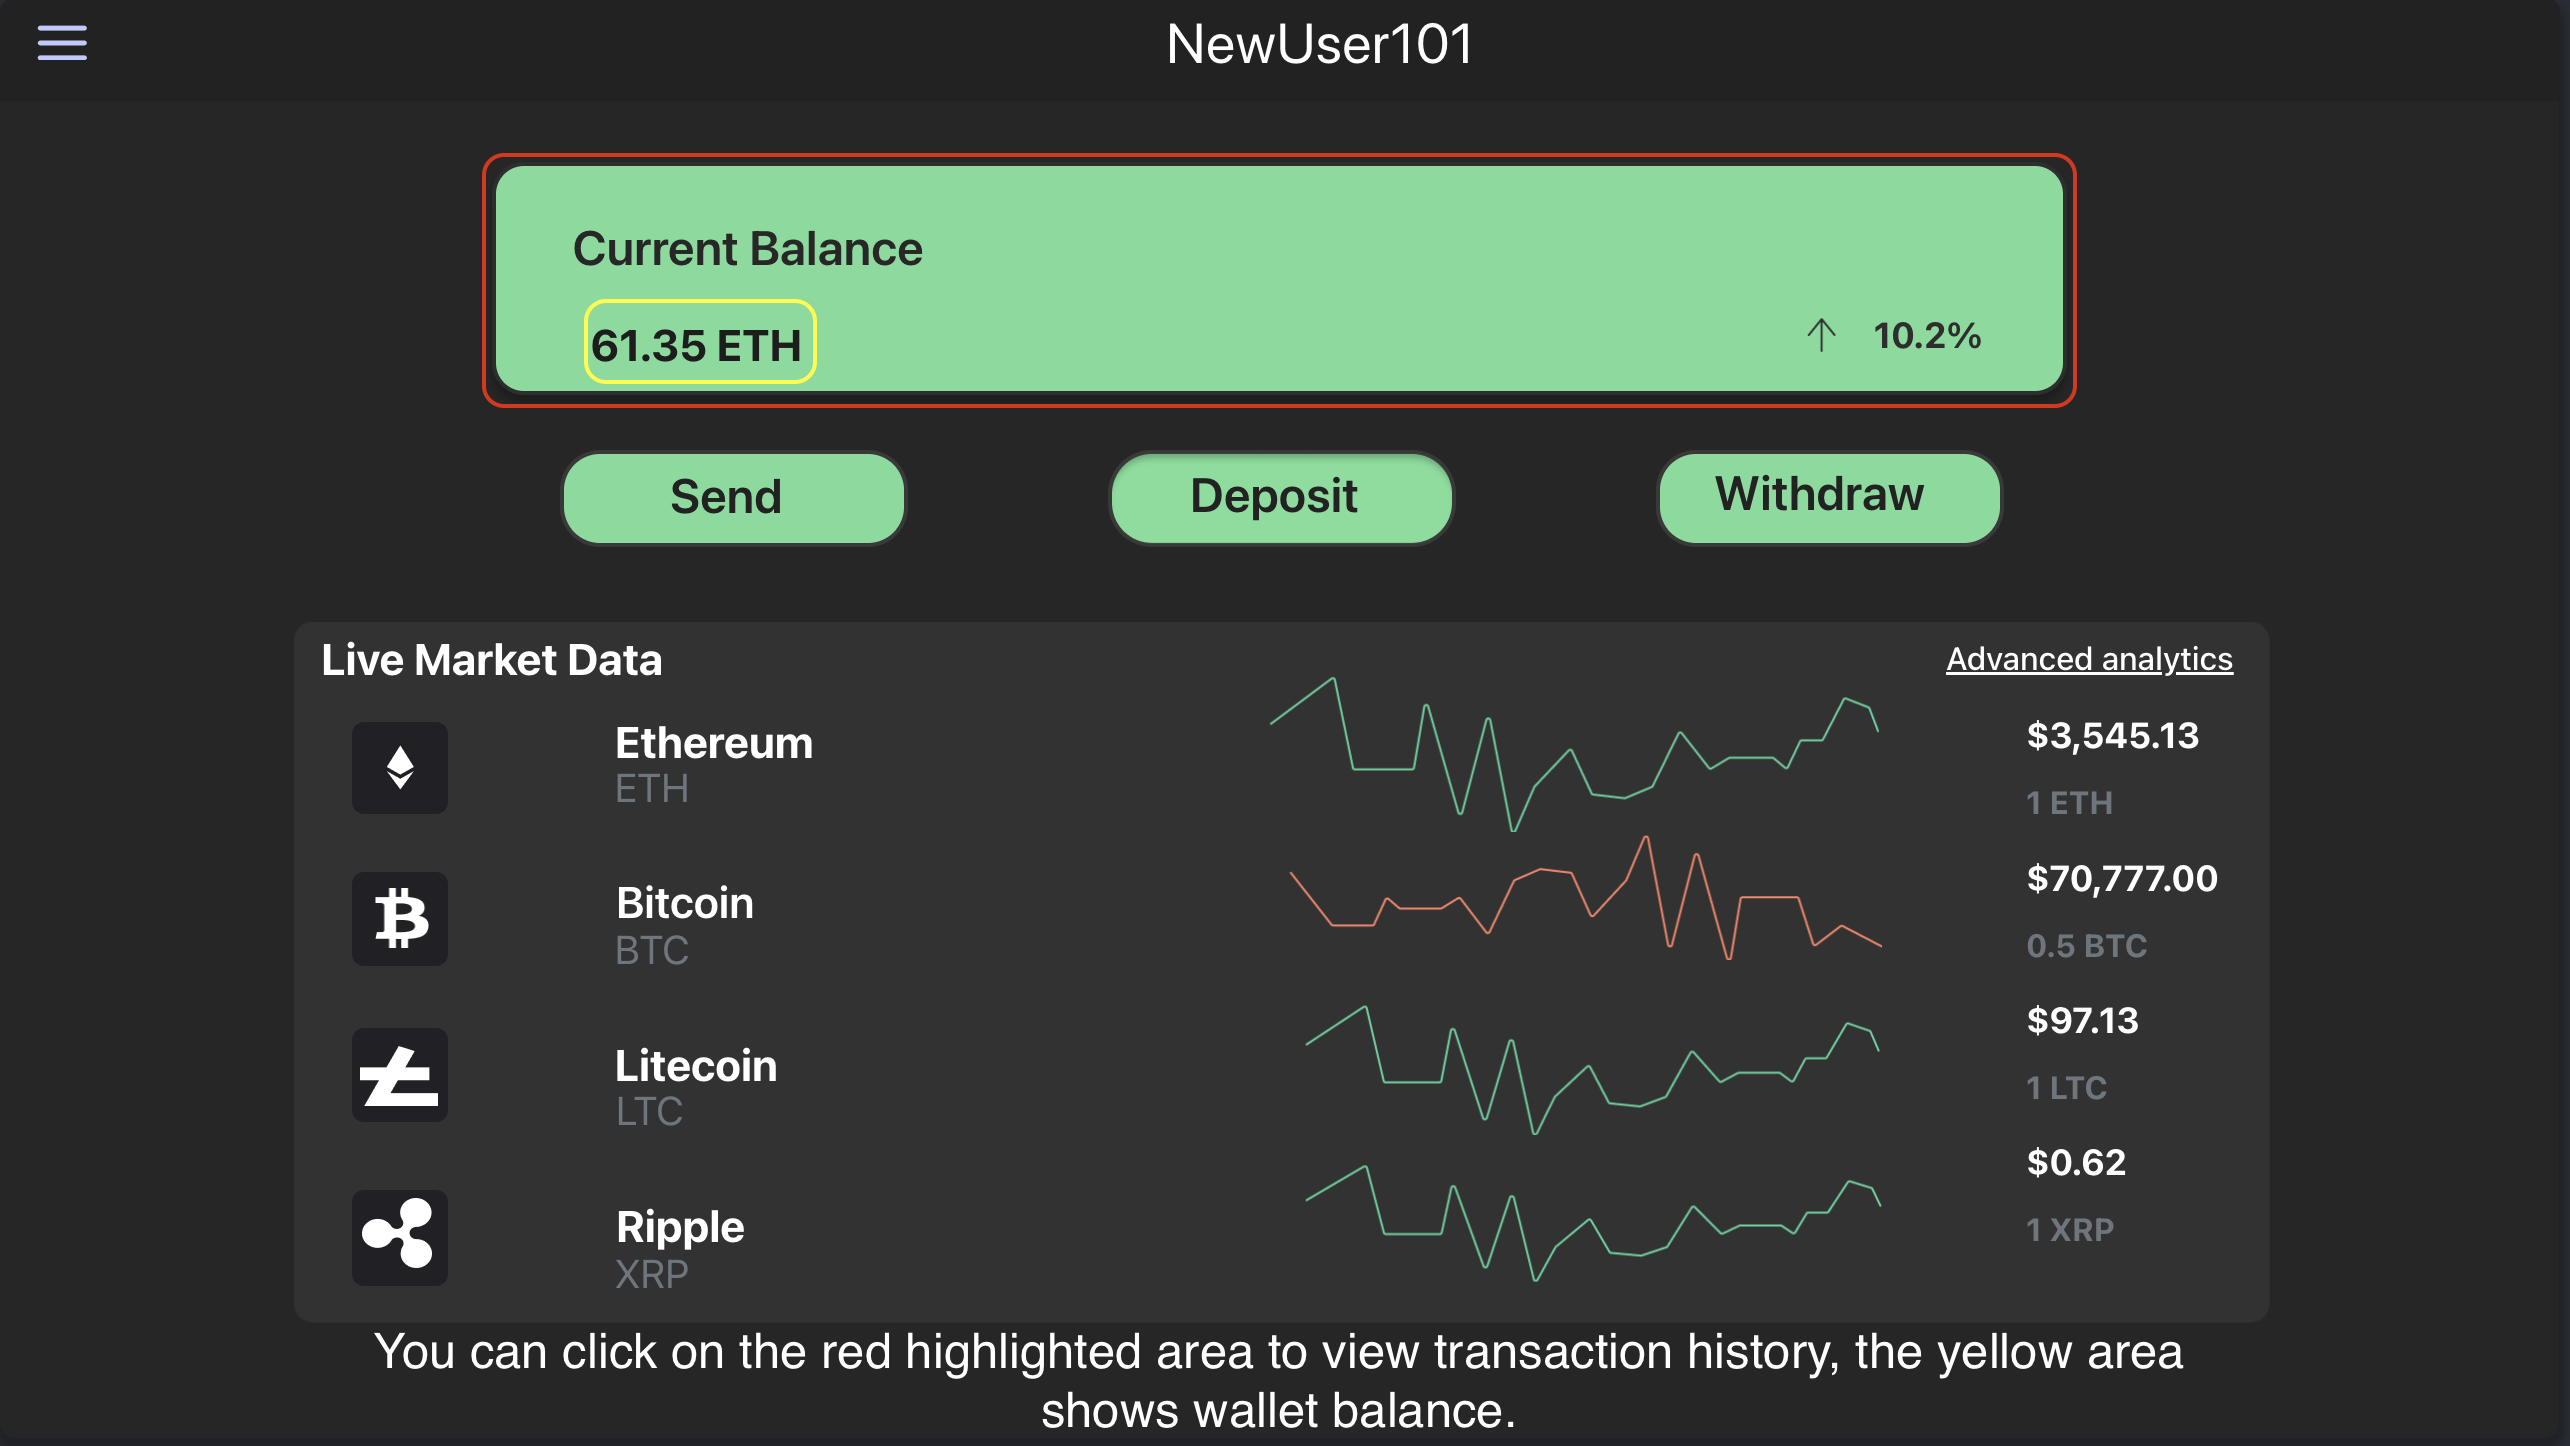 NewUser101
Current Balance
61.35 ETH
10.2%
Send
Deposit
Withdraw
Live Market Data
Advanced analytics
Ethereum
ETH
$3,545.13
1 ETH
Bitcoin
BTC
$70,777.00
0.5 BTC
Litecoin
LTC
$97.13
1 LTC
Ripple
XRP
$0.62
1 XRP
You can click on the red highlighted area to view transaction history, the yellow area
shows wallet balance.